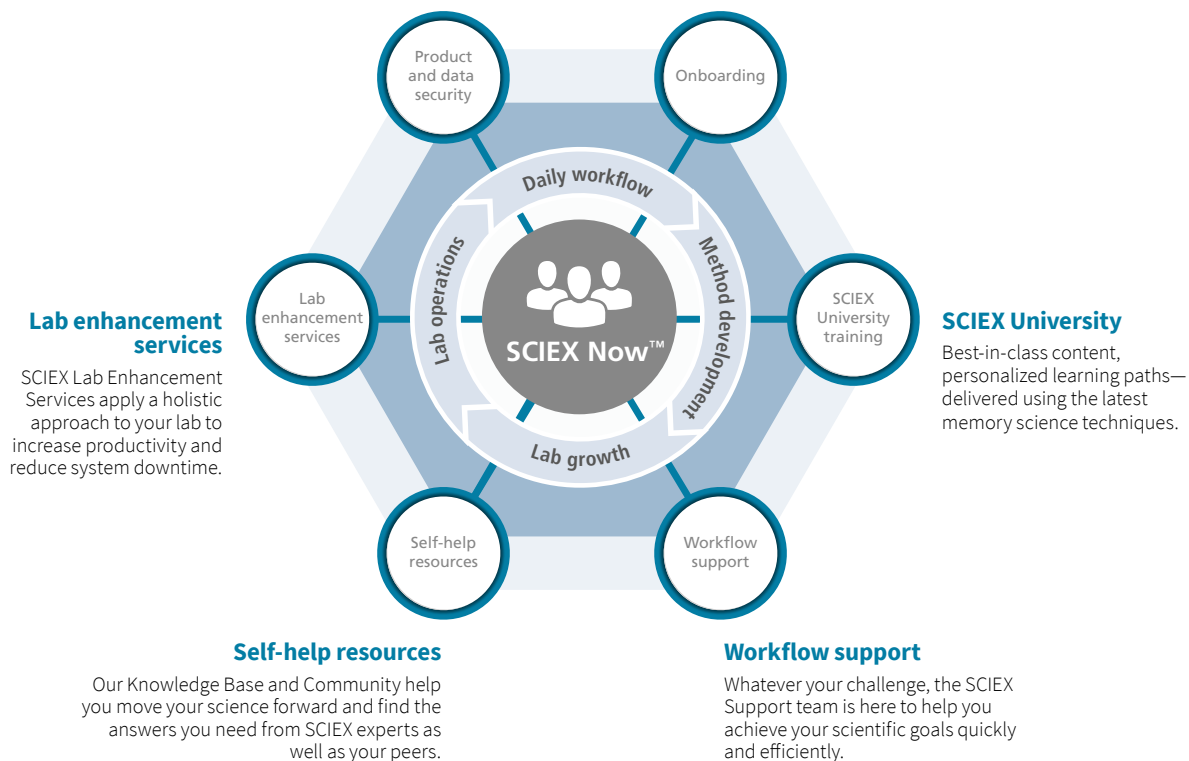 Product
and data
security
Onboarding
Daily workflow
Method development
Lab growth
Lab operations
SCIEX Now™
Lab
enhancement
services
SCIEX
University
training
Self-help
resources
Workflow
support
Lab enhancement
services
SCIEX Lab Enhancement
Services apply a holistic
approach to your lab to
increase productivity and
reduce system downtime.
SCIEX University
Best-in-class content,
personalized learning paths—
delivered using the latest
memory science techniques.
Self-help resources
Our Knowledge Base and Community help
you move your science forward and find the
answers you need from SCIEX experts as
well as your peers.
Workflow support
Whatever your challenge, the SCIEX
Support team is here to help you
achieve your scientific goals quickly
and efficiently.